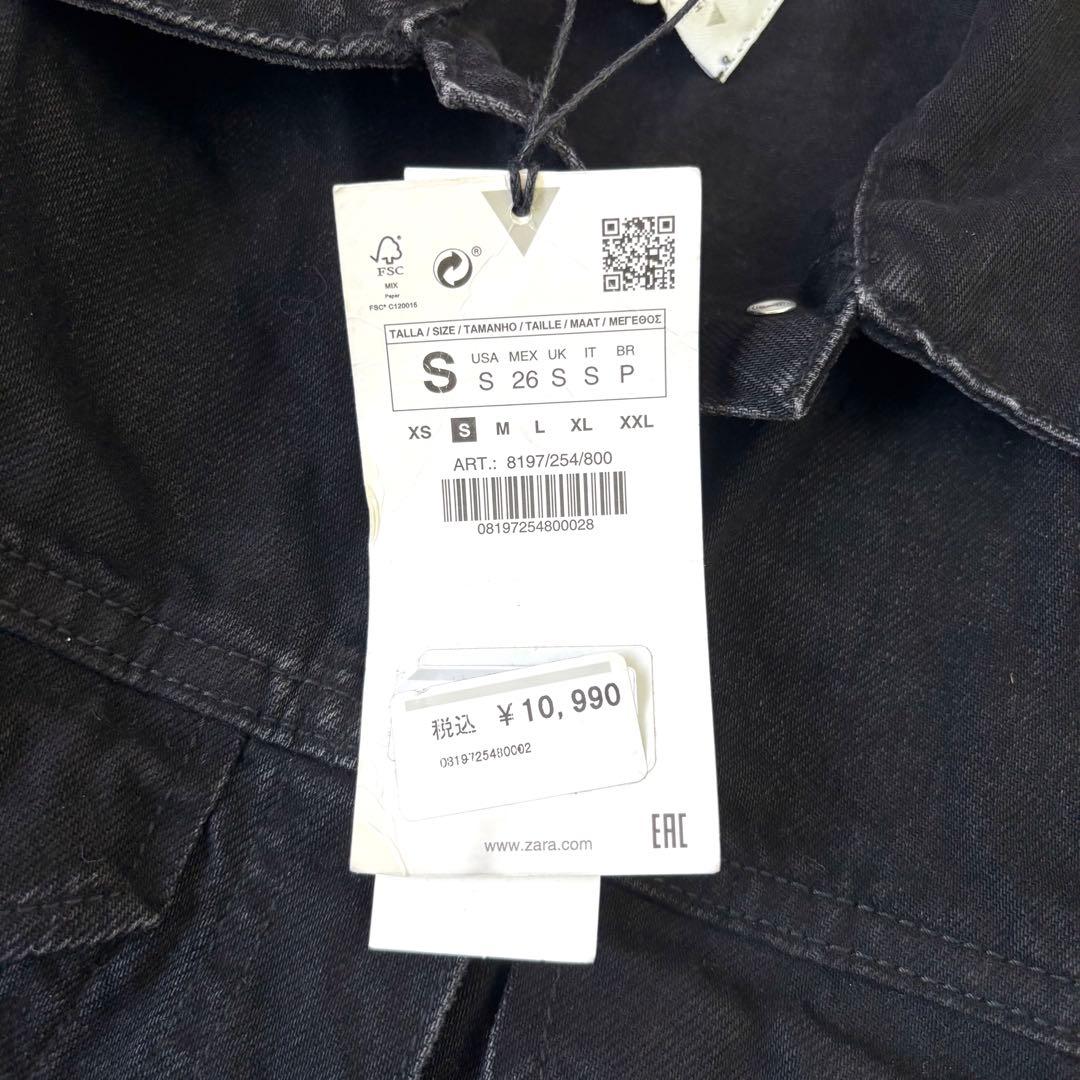 FSC
MIX
Paper
FSC® C120015
®
TALLA / SIZE / TAMANHO / TAILLE / MAAT / ΜΕΓΕΘΟΣ
S
USA MEX UK IT BR
S 26 S S P
XS S M L XL XXL
ART.: 8197/254/800
08197254800028
税込 ¥10,990
0819725480002
www.zara.com
EAC